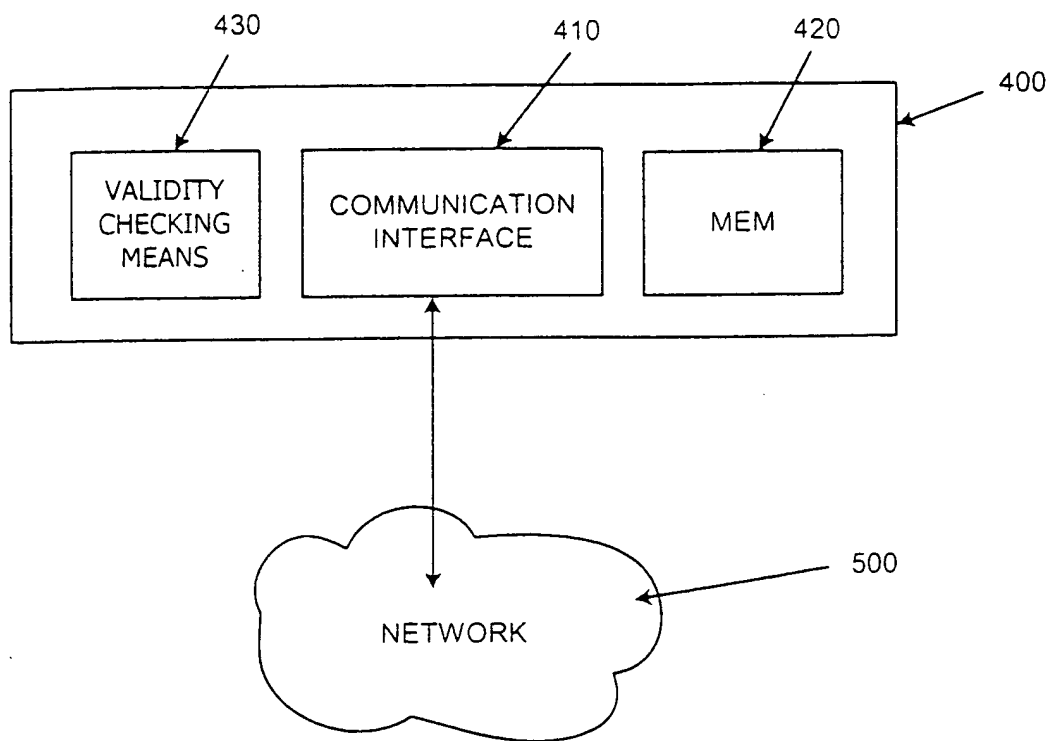 430
410
420
400
VALIDITY
CHECKING
MEANS
COMMUNICATION
INTERFACE
MEM
500
NETWORK